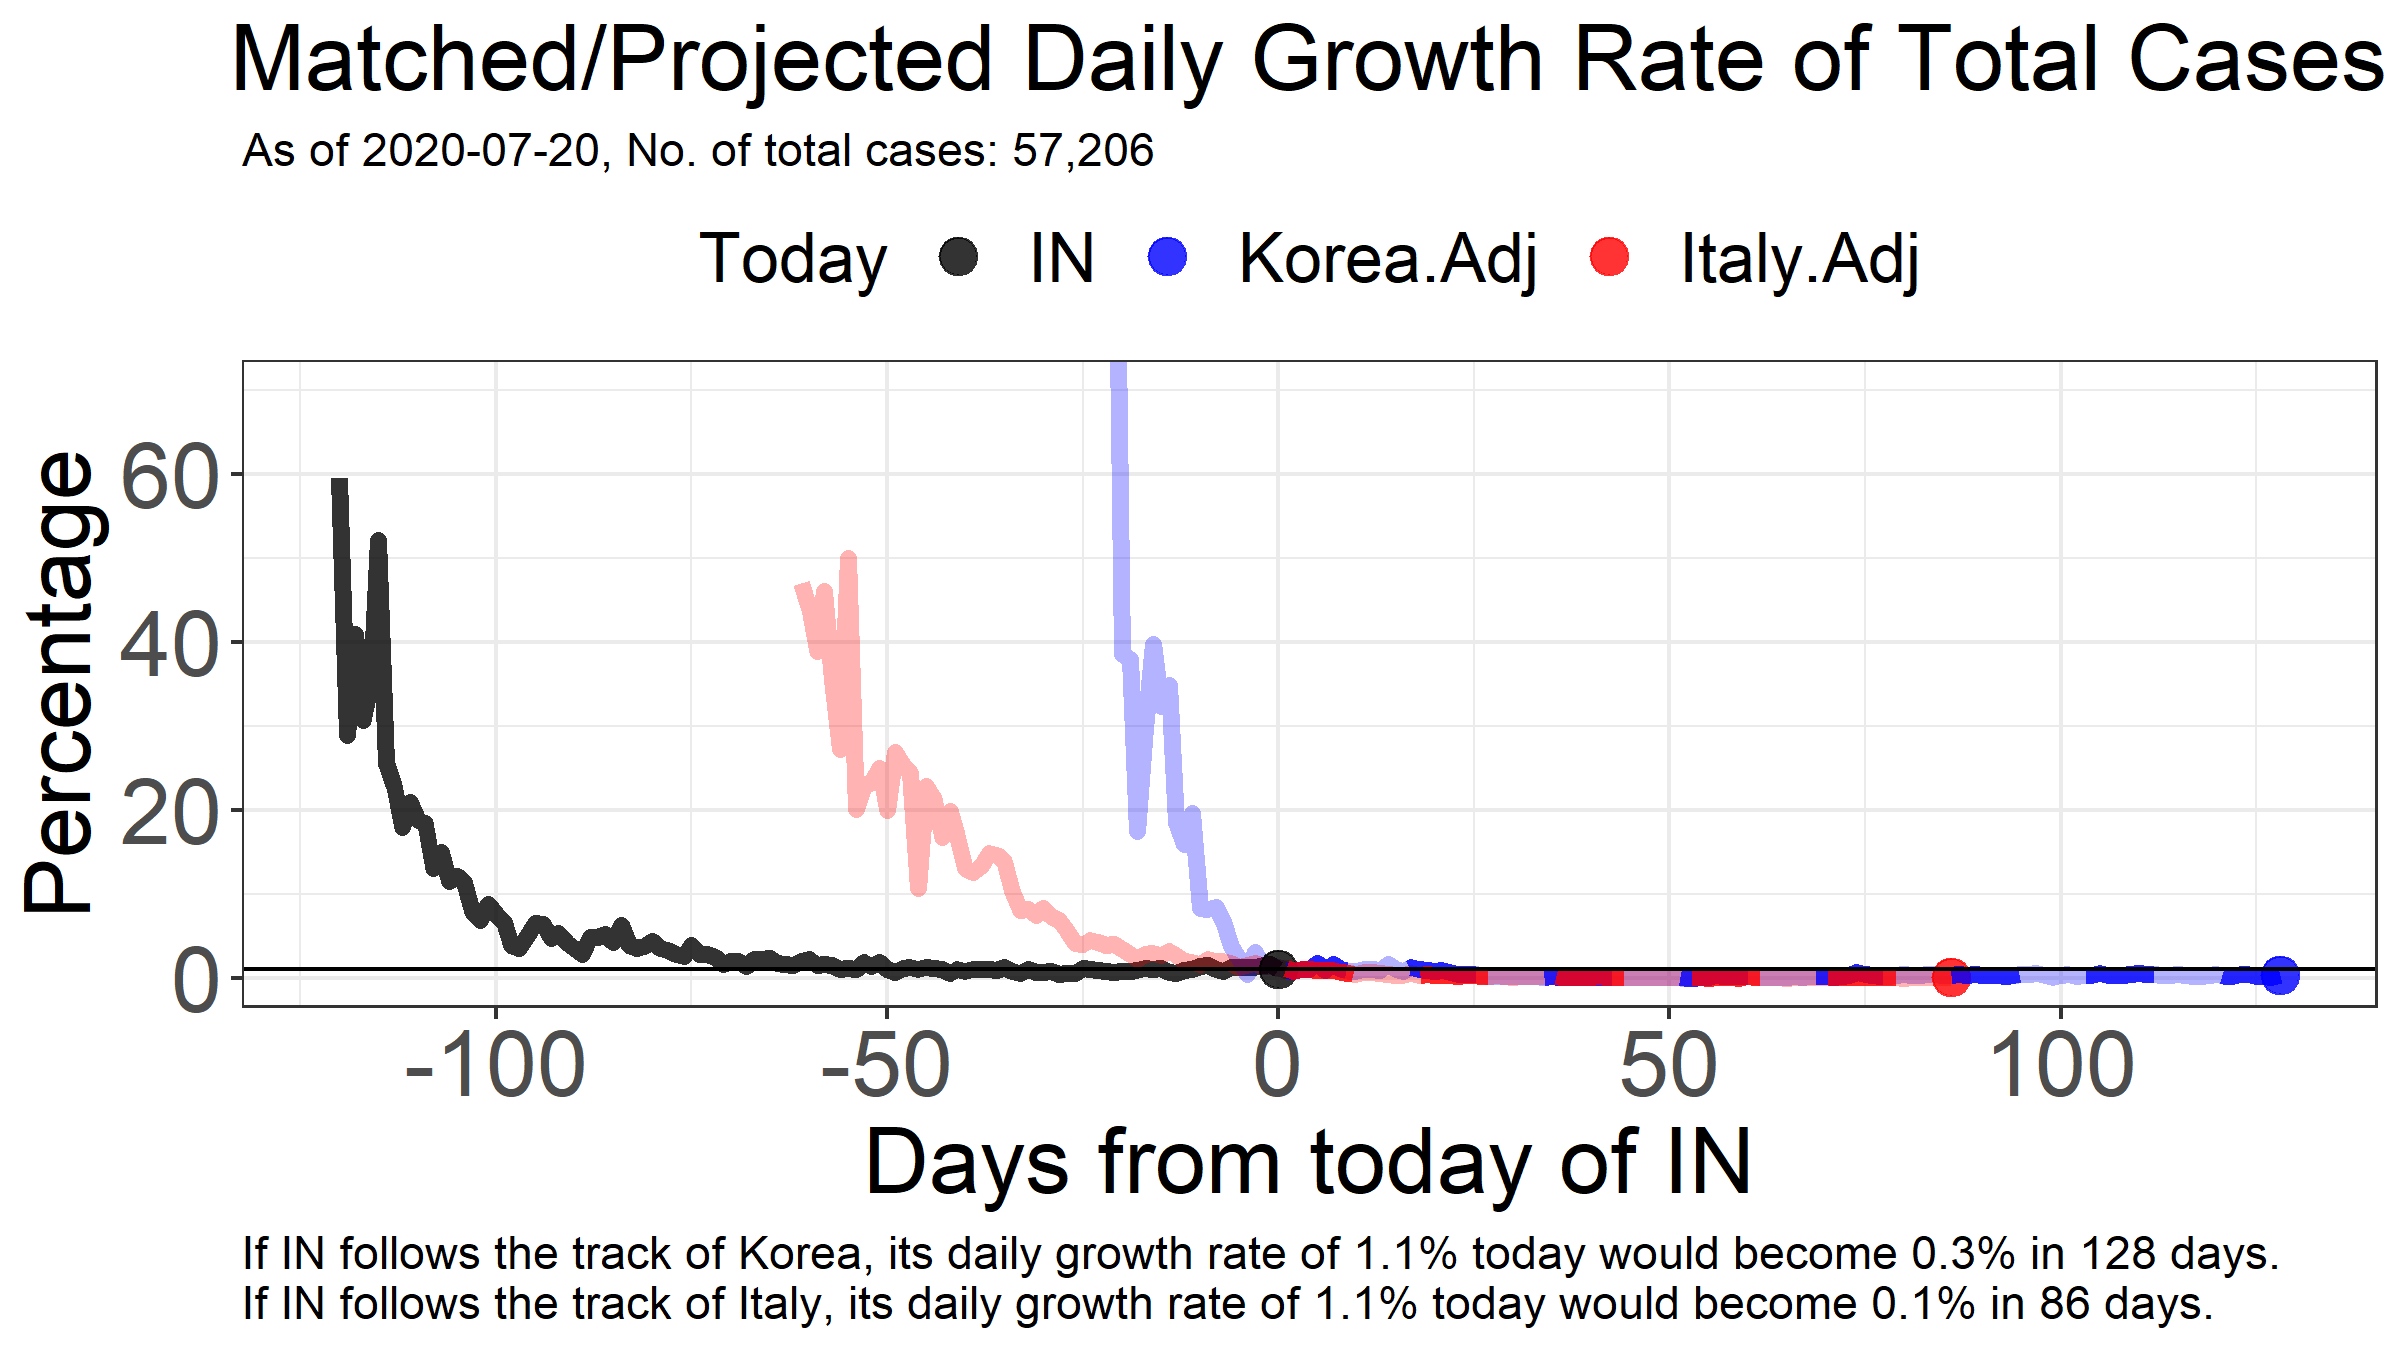 Matched/Projected Daily Growth Rate of Total Cases
As of 2020-07-20, No. of total cases: 57,206
Today IN Korea.Adj Italy.Adj
Percentage
60
40
20
0
-100 -50 0 50 100
Days from today of IN
If IN follows the track of Korea, its daily growth rate of 1.1% today would become 0.3% in 128 days.
If IN follows the track of Italy, its daily growth rate of 1.1% today would become 0.1% in 86 days.